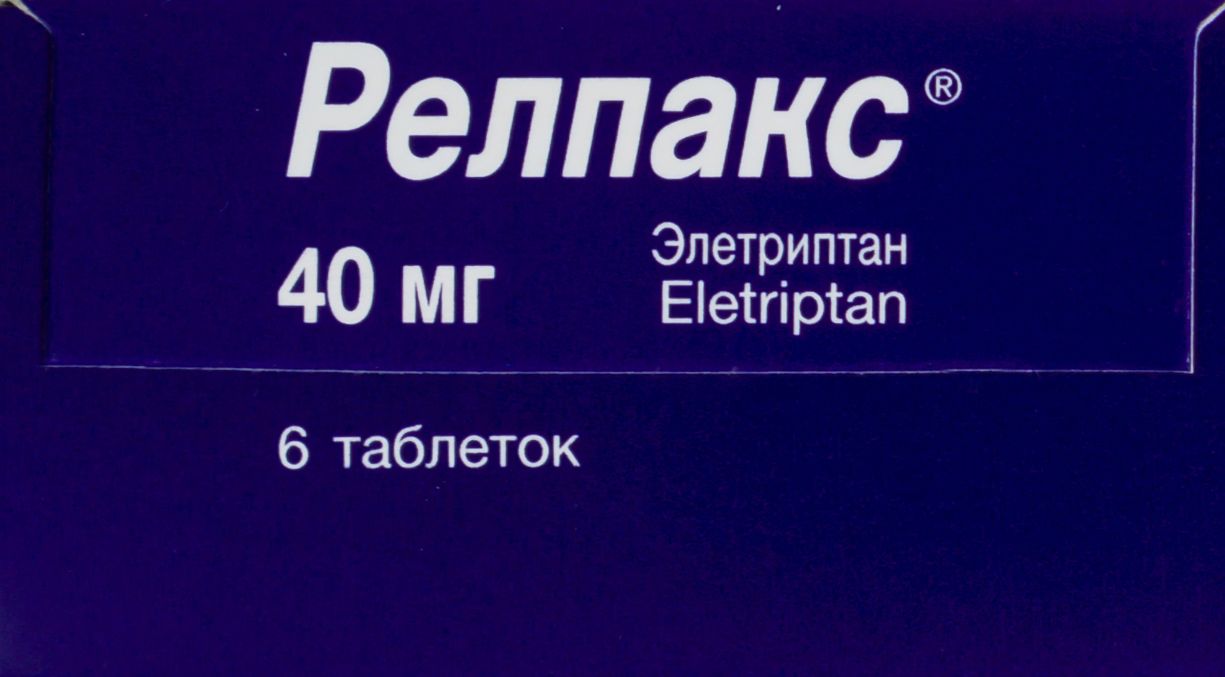 Релпакс®
40 мг
Элетриптан
Eletriptan
6 таблеток